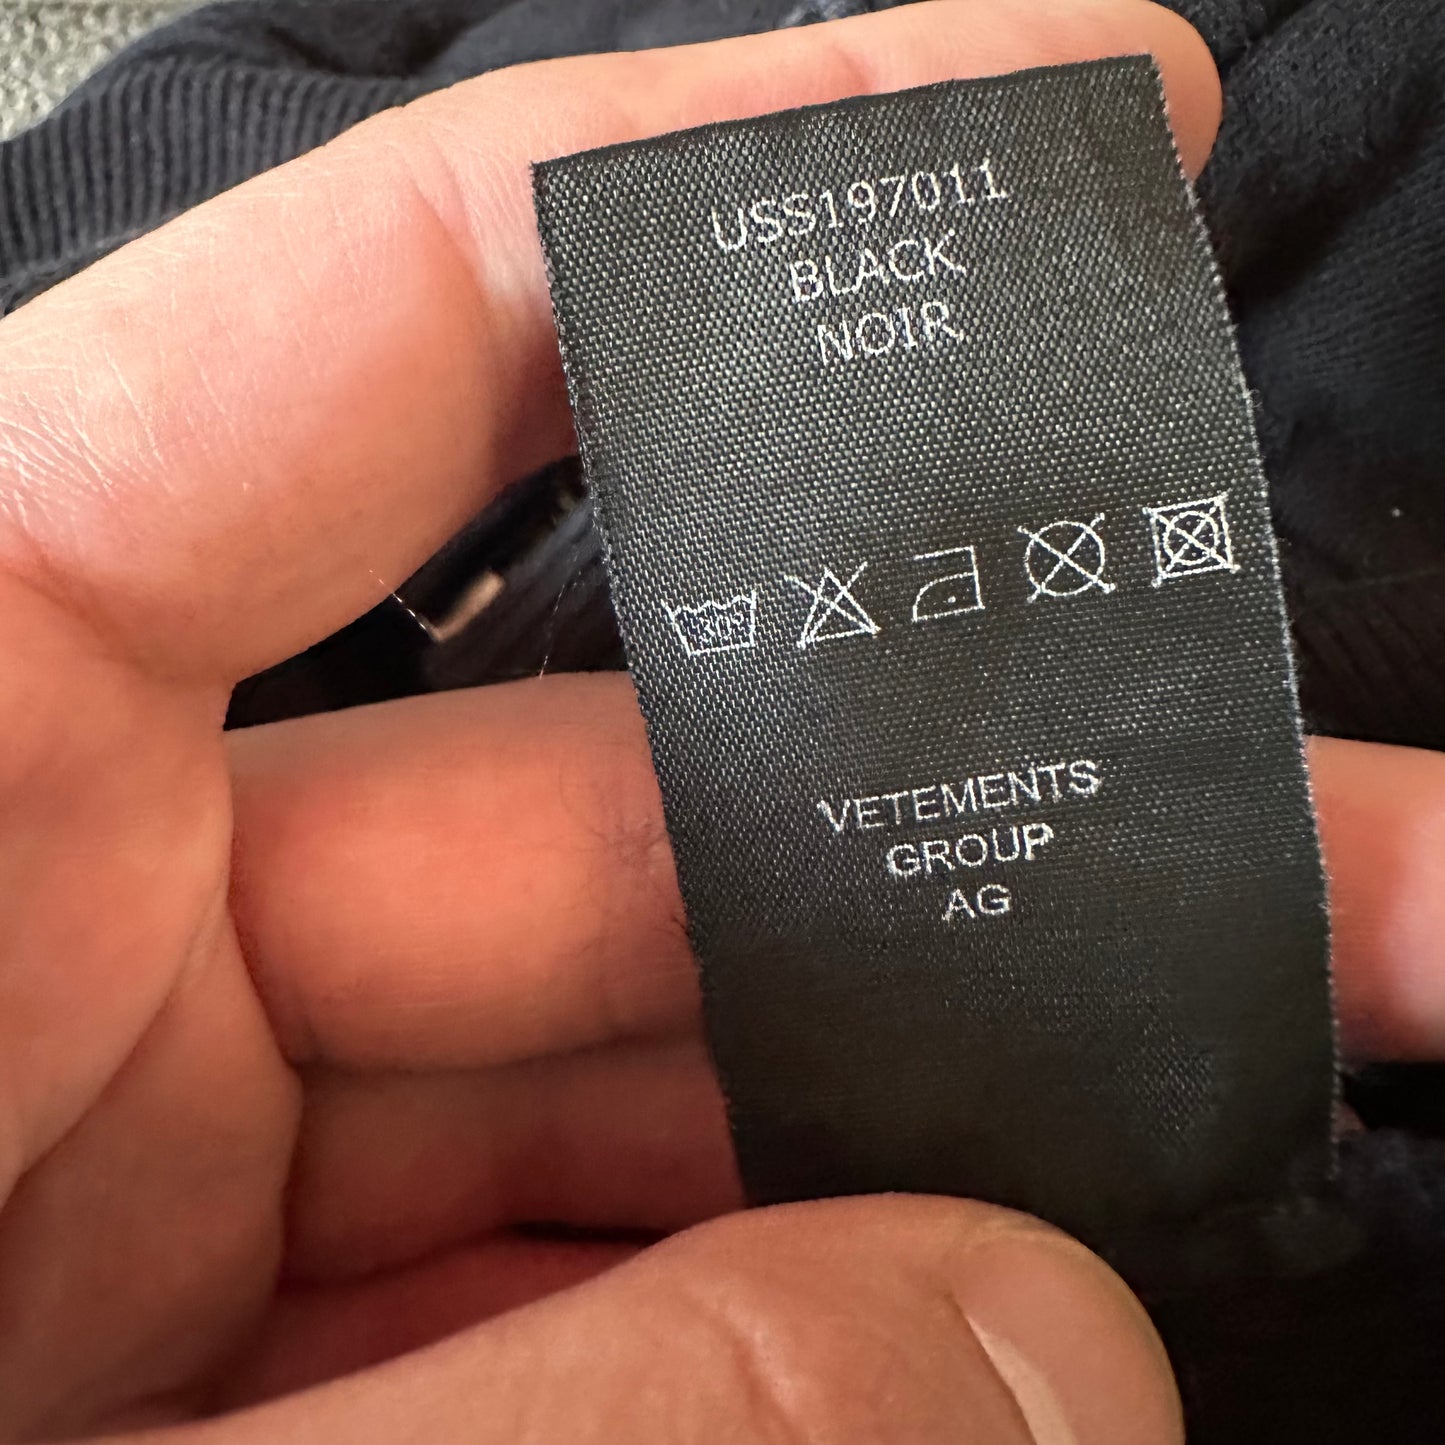 USS197011
BLACK
NOIR
30°
VETEMENTS
GROUP
AG